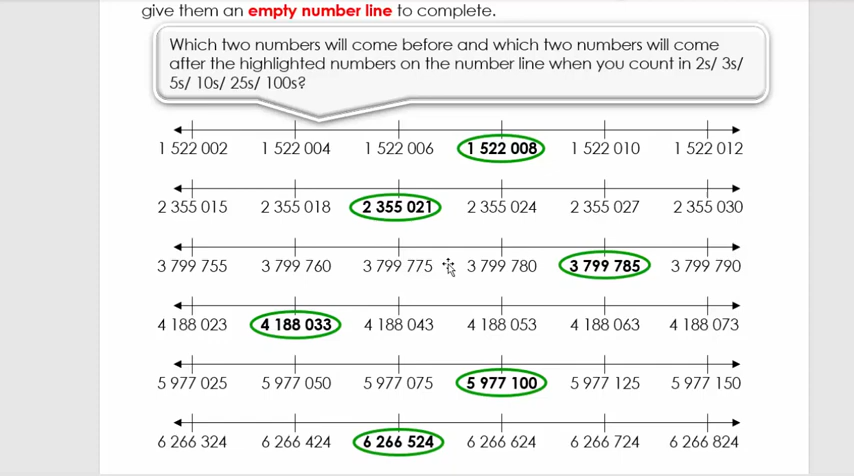 give them an empty number line to complete.
Which two numbers will come before and which two numbers will come
after the highlighted numbers on the number line when you count in 2s/ 3s/
5s/ 10s/ 25s/ 100s?
1 522 002 1 522 004 1 522 006 1 522 008 1 522 010 1 522 012
2 355 015 2 355 018 2 355 021 2 355 024 2 355 027 2 355 030
3 799 755 3 799 760 3 799 775 3 799 780 3 799 785 3 799 790
4 188 023 4 188 033 4 188 043 4 188 053 4 188 063 4 188 073
5 977 025 5 977 050 5 977 075 5 977 100 5 977 125 5 977 150
6 266 324 6 266 424 6 266 524 6 266 624 6 266 724 6 266 824